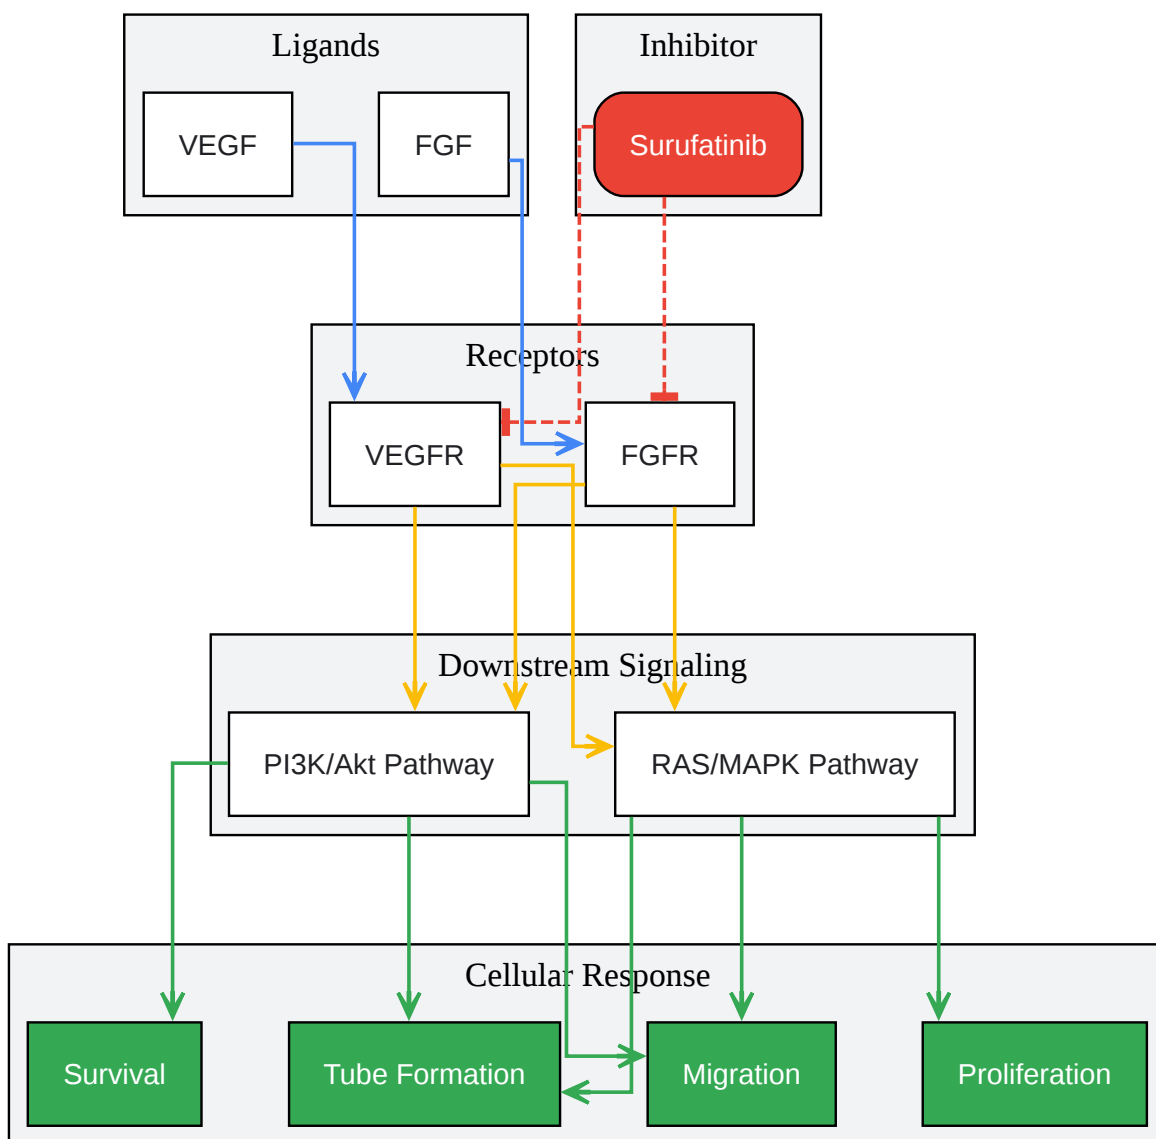 Ligands
Inhibitor
VEGF
FGF
Surufatinib
Receptors
VEGFR
FGFR
Downstream Signaling
PI3K/Akt Pathway
RAS/MAPK Pathway
Cellular Response
Survival
Tube Formation
Migration
Proliferation